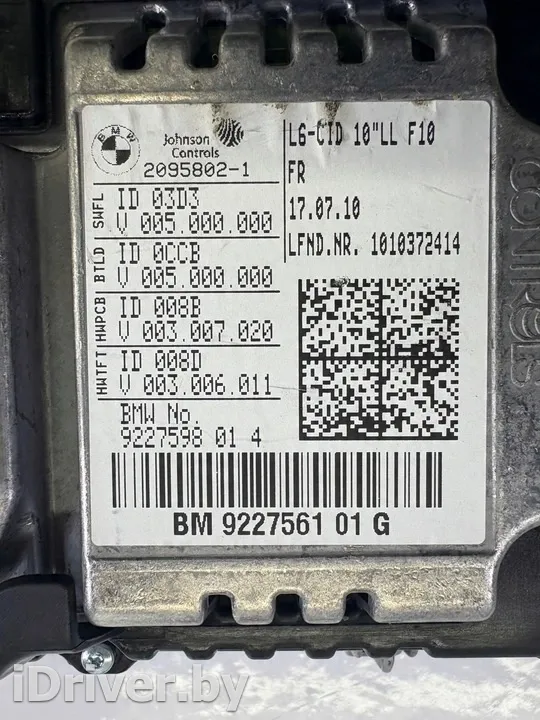 BMW
Johnson
Controls
2095802-1
L6-CID 10"LL F10
FR
17.07.10
LFND.NR. 1010372414
SWFL
ID 03D3
V 005.000.000
BTLD
ID 0CCB
V 005.000.000
HWPCB
ID 008B
V 003.007.020
HWTFT
ID 008D
V 003.006.011
BMW No.
9227598 01 4
BM 9227561 01 G
iDriver.by